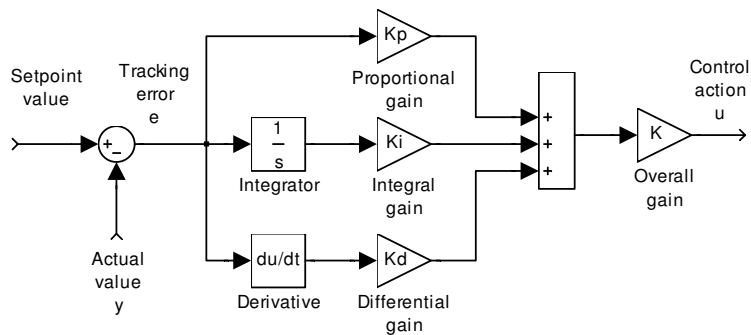 Setpoint
value
Tracking
error
e
Kp
Proportional
gain
Control
action
u
+
−
1
s
Integrator
Ki
Integral
gain
+
+
+
K
Overall
gain
Actual
value
y
du/dt
Derivative
Kd
Differential
gain